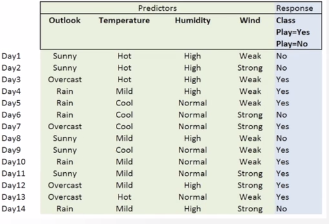 Predictors Response
Outlook Temperature Humidity Wind Class
Play=Yes
Play=No
Day1 Sunny Hot High Weak No
Day2 Sunny Hot High Strong No
Day3 Overcast Hot High Weak Yes
Day4 Rain Mild High Weak Yes
Day5 Rain Cool Normal Weak Yes
Day6 Rain Cool Normal Strong No
Day7 Overcast Cool Normal Strong Yes
Day8 Sunny Mild High Weak No
Day9 Sunny Cool Normal Weak Yes
Day10 Rain Mild Normal Weak Yes
Day11 Sunny Mild Normal Strong Yes
Day12 Overcast Mild High Strong Yes
Day13 Overcast Hot Normal Weak Yes
Day14 Rain Mild High Strong No